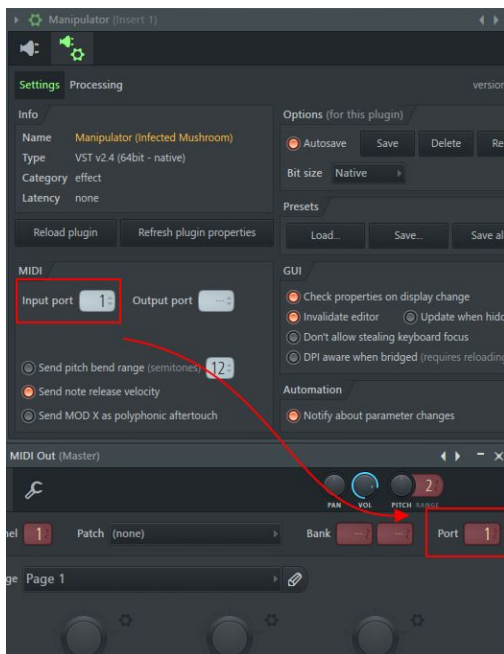 Manipulator (Insert 1)
Settings Processing version
Info
Name Manipulator (Infected Mushroom)
Type VST v2.4 (64bit - native)
Category effect
Latency none
Reload plugin Refresh plugin properties
Options (for this plugin)
Autosave Save Delete Re
Bit size Native
Presets
Load... Save... Save al
MIDI
Input port 1 Output port ---
Send pitch bend range (semitones) 12
Send note release velocity
Send MOD X as polyphonic aftertouch
GUI
Check properties on display change
Invalidate editor Update when hidd
Don't allow stealing keyboard focus
DPI aware when bridged (requires reloading
Automation
Notify about parameter changes
MIDI Out (Master)
2
PAN VOL PITCH RANGE
nel 1 Patch (none) Bank --- --- Port 1
ge Page 1